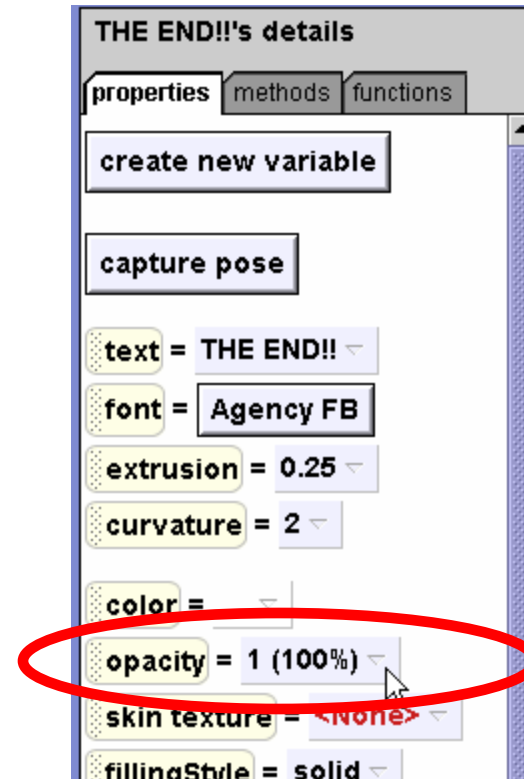 THE END!!'s details
properties methods functions
create new variable
capture pose
text = THE END!!
font = Agency FB
extrusion = 0.25
curvature = 2
color =
opacity = 1 (100%)
skin texture = <None>
fillingStyle = solid